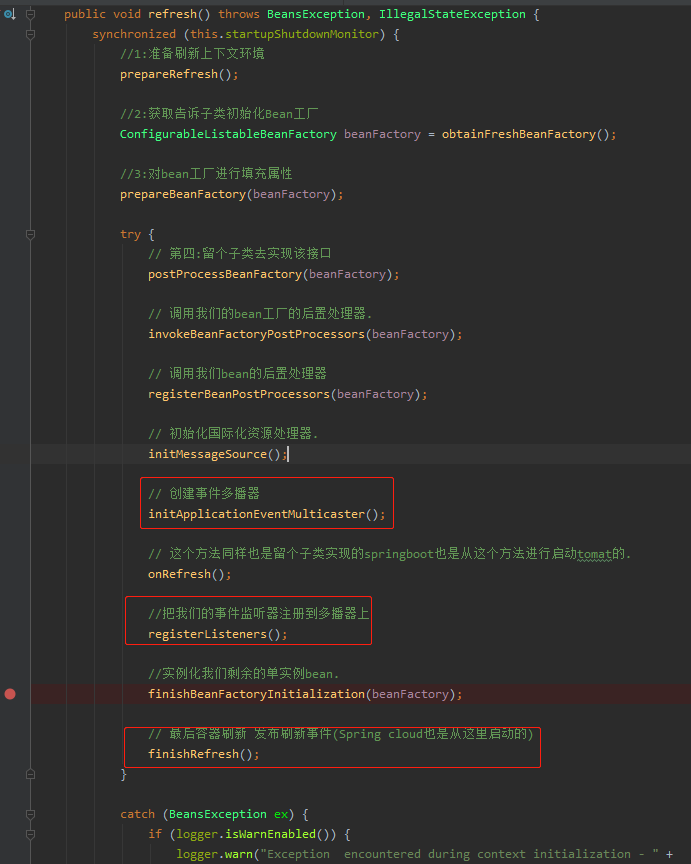 public void refresh() throws BeansException, IllegalStateException {
synchronized (this.startupShutdownMonitor) {
//1:准备刷新上下文环境
prepareRefresh();
//2:获取告诉子类初始化Bean工厂
ConfigurableListableBeanFactory beanFactory = obtainFreshBeanFactory();
//3:对bean工厂进行填充属性
prepareBeanFactory(beanFactory);
try {
// 第四:留个子类去实现该接口
postProcessBeanFactory(beanFactory);
// 调用我们的bean工厂的后置处理器.
invokeBeanFactoryPostProcessors(beanFactory);
// 调用我们bean的后置处理器
registerBeanPostProcessors(beanFactory);
// 初始化国际化资源处理器.
initMessageSource();
// 创建事件多播器
initApplicationEventMulticaster();
// 这个方法同样也是留个子类实现的springboot也是从这个方法进行启动tomat的.
onRefresh();
//把我们的事件监听器注册到多播器上
registerListeners();
//实例化我们剩余的单实例bean.
finishBeanFactoryInitialization(beanFactory);
// 最后容器刷新 发布刷新事件(Spring cloud也是从这里启动的)
finishRefresh();
}
catch (BeansException ex) {
if (logger.isWarnEnabled()) {
logger.warn("Exception encountered during context initialization - " +